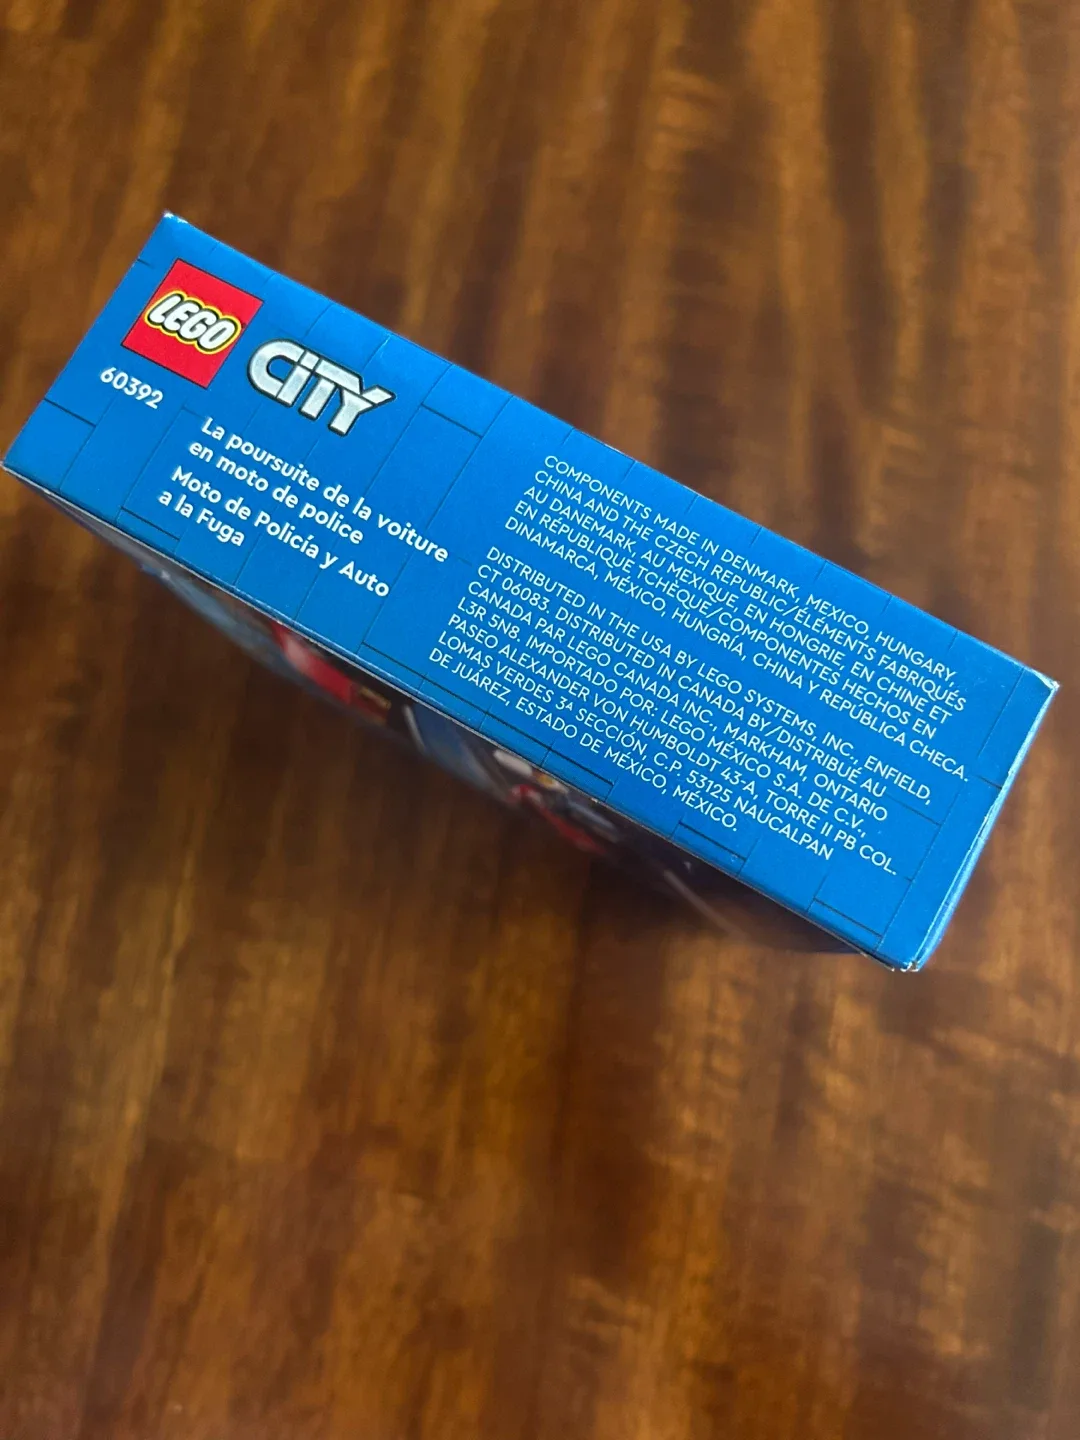 LEGO
CITY
60392
La poursuite de la voiture
en moto de police
Moto de Policía y Auto
a la Fuga
COMPONENTS MADE IN DENMARK, MEXICO, HUNGARY,
CHINA AND THE CZECH REPUBLIC/ÉLÉMENTS FABRIQUÉS
AU DANEMARK, AU MEXIQUE, EN HONGRIE, EN CHINE ET
EN RÉPUBLIQUE TCHÈQUE/COMPONENTES HECHOS EN
DINAMARCA, MÉXICO, HUNGRÍA, CHINA Y REPÚBLICA CHECA.
DISTRIBUTED IN THE USA BY LEGO SYSTEMS, INC., ENFIELD,
CT 06083. DISTRIBUTED IN CANADA BY/DISTRIBUÉ AU
CANADA PAR LEGO CANADA INC., MARKHAM, ONTARIO
L3R 5N8. IMPORTADO POR: LEGO MÉXICO S.A. DE C.V.,
PASEO ALEXANDER VON HUMBOLDT 43-A, TORRE II PB COL.
LOMAS VERDES 3ª SECCIÓN, C.P. 53125 NAUCALPAN
DE JUÁREZ, ESTADO DE MEXICO, MÉXICO.